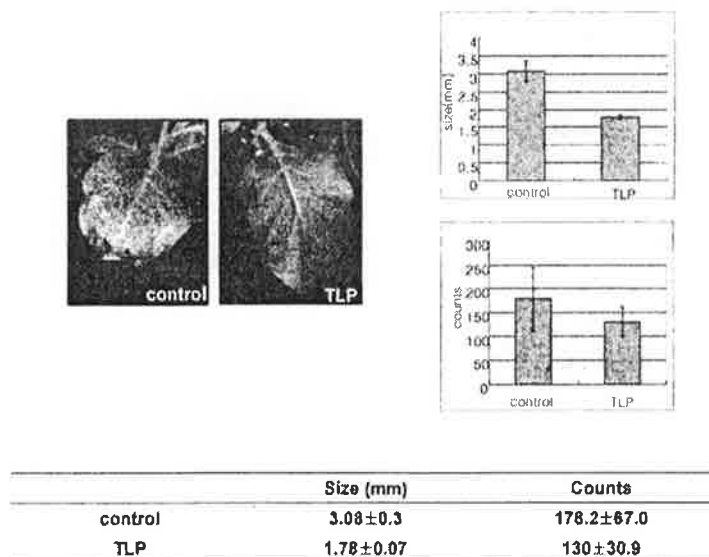 4
3.5
3
2.5
2
1.5
1
0.5
0
size(mm)
control TLP
control
TLP
300
250
200
150
100
50
0
counts
control TLP
Size (mm) Counts
control 3.08±0.3 178.2±67.0
TLP 1.78±0.07 130±30.9